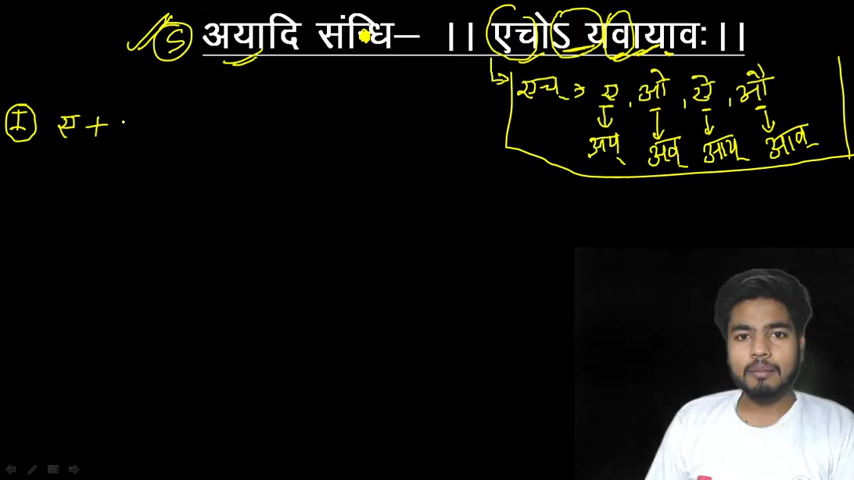 5 अयादि संन्धि– || एचोऽ यवायावः ||
एच् > ए, ओ, ऐ, औ
अय् अव् आय् आव्
I ए +